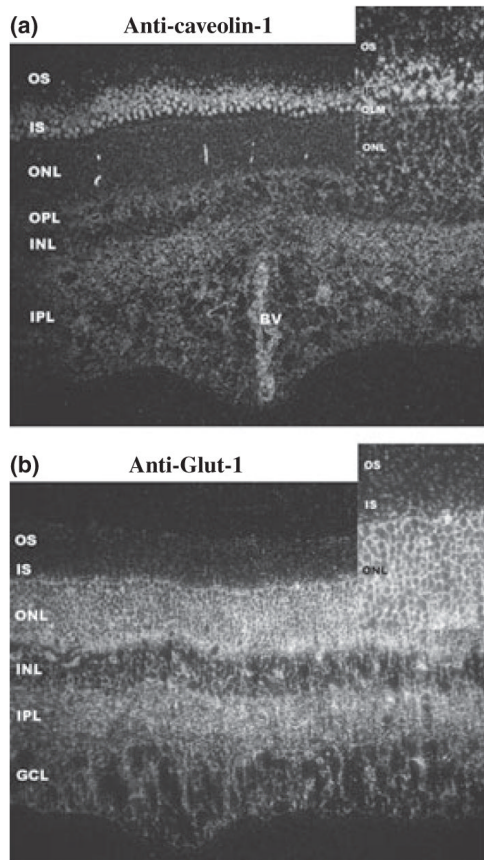 (a) Anti-caveolin-1
OS
IS
ONL
OPL
INL
IPL
BV
OS
OLM
ONL
(b) Anti-Glut-1
OS
IS
ONL
INL
IPL
GCL
OS
IS
ONL